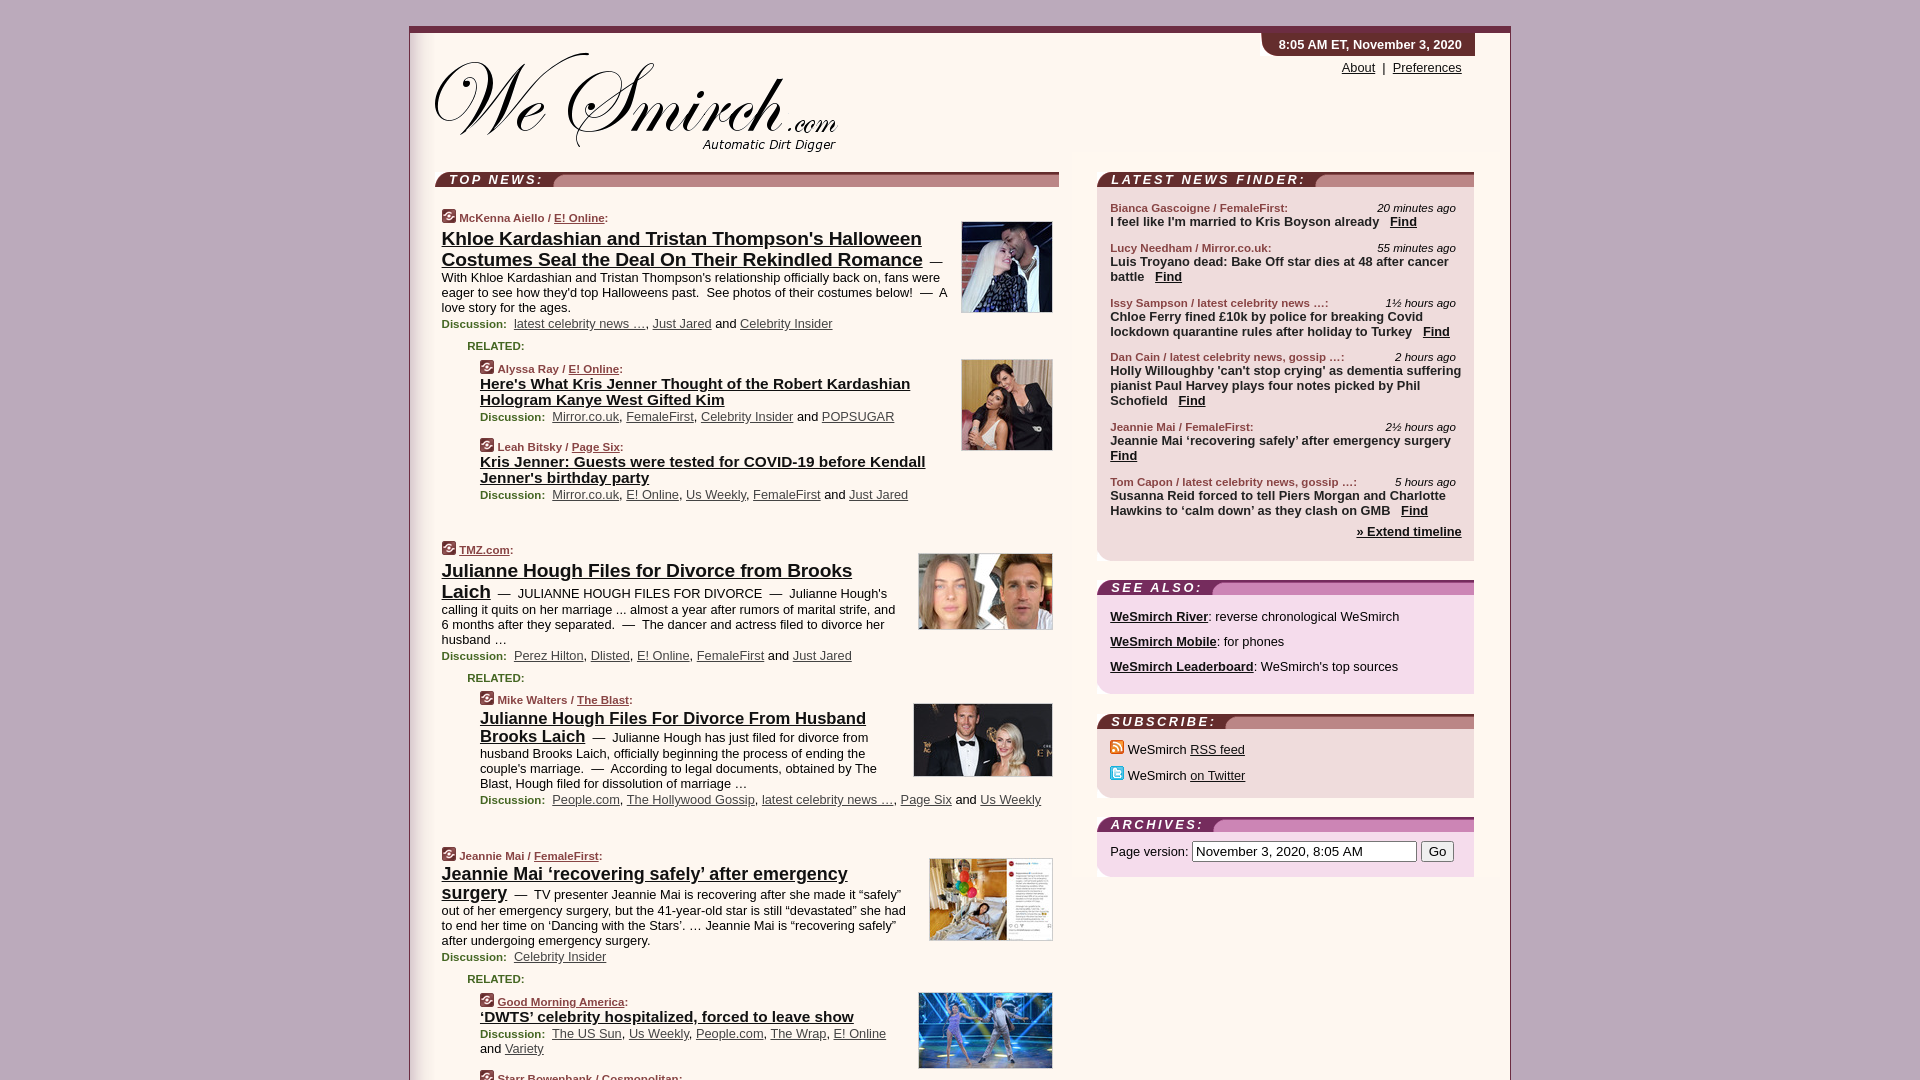 8:05 AM ET, November 3, 2020
About | Preferences
We Smirch.com
Automatic Dirt Digger
TOP NEWS:
McKenna Aiello / E! Online:
Khloe Kardashian and Tristan Thompson's Halloween
Costumes Seal the Deal On Their Rekindled Romance —
With Khloe Kardashian and Tristan Thompson's relationship officially back on, fans were
eager to see how they'd top Halloweens past. See photos of their costumes below! — A
love story for the ages.
Discussion: latest celebrity news …, Just Jared and Celebrity Insider
RELATED:
Alyssa Ray / E! Online:
Here's What Kris Jenner Thought of the Robert Kardashian
Hologram Kanye West Gifted Kim
Discussion: Mirror.co.uk, FemaleFirst, Celebrity Insider and POPSUGAR
Leah Bitsky / Page Six:
Kris Jenner: Guests were tested for COVID-19 before Kendall
Jenner's birthday party
Discussion: Mirror.co.uk, E! Online, Us Weekly, FemaleFirst and Just Jared
TMZ.com:
Julianne Hough Files for Divorce from Brooks
Laich — JULIANNE HOUGH FILES FOR DIVORCE — Julianne Hough's
calling it quits on her marriage ... almost a year after rumors of marital strife, and
6 months after they separated. — The dancer and actress filed to divorce her
husband …
Discussion: Perez Hilton, Dlisted, E! Online, FemaleFirst and Just Jared
RELATED:
Mike Walters / The Blast:
Julianne Hough Files For Divorce From Husband
Brooks Laich — Julianne Hough has just filed for divorce from
husband Brooks Laich, officially beginning the process of ending the
couple's marriage. — According to legal documents, obtained by The
Blast, Hough filed for dissolution of marriage …
Discussion: People.com, The Hollywood Gossip, latest celebrity news …, Page Six and Us Weekly
Jeannie Mai / FemaleFirst:
Jeannie Mai ‘recovering safely’ after emergency
surgery — TV presenter Jeannie Mai is recovering after she made it “safely”
out of her emergency surgery, but the 41-year-old star is still “devastated” she had
to end her time on ‘Dancing with the Stars’. … Jeannie Mai is “recovering safely”
after undergoing emergency surgery.
Discussion: Celebrity Insider
RELATED:
Good Morning America:
‘DWTS’ celebrity hospitalized, forced to leave show
Discussion: The US Sun, Us Weekly, People.com, The Wrap, E! Online
and Variety
Starr Bowenbank / Cosmopolitan:
LATEST NEWS FINDER:
Bianca Gascoigne / FemaleFirst: 20 minutes ago
I feel like I'm married to Kris Boyson already Find
Lucy Needham / Mirror.co.uk: 55 minutes ago
Luis Troyano dead: Bake Off star dies at 48 after cancer
battle Find
Issy Sampson / latest celebrity news …: 1½ hours ago
Chloe Ferry fined £10k by police for breaking Covid
lockdown quarantine rules after holiday to Turkey Find
Dan Cain / latest celebrity news, gossip …: 2 hours ago
Holly Willoughby 'can't stop crying' as dementia suffering
pianist Paul Harvey plays four notes picked by Phil
Schofield Find
Jeannie Mai / FemaleFirst: 2½ hours ago
Jeannie Mai ‘recovering safely’ after emergency surgery
Find
Tom Capon / latest celebrity news, gossip …: 5 hours ago
Susanna Reid forced to tell Piers Morgan and Charlotte
Hawkins to ‘calm down’ as they clash on GMB Find
» Extend timeline
SEE ALSO:
WeSmirch River: reverse chronological WeSmirch
WeSmirch Mobile: for phones
WeSmirch Leaderboard: WeSmirch's top sources
SUBSCRIBE:
WeSmirch RSS feed
WeSmirch on Twitter
ARCHIVES:
Page version: November 3, 2020, 8:05 AM Go